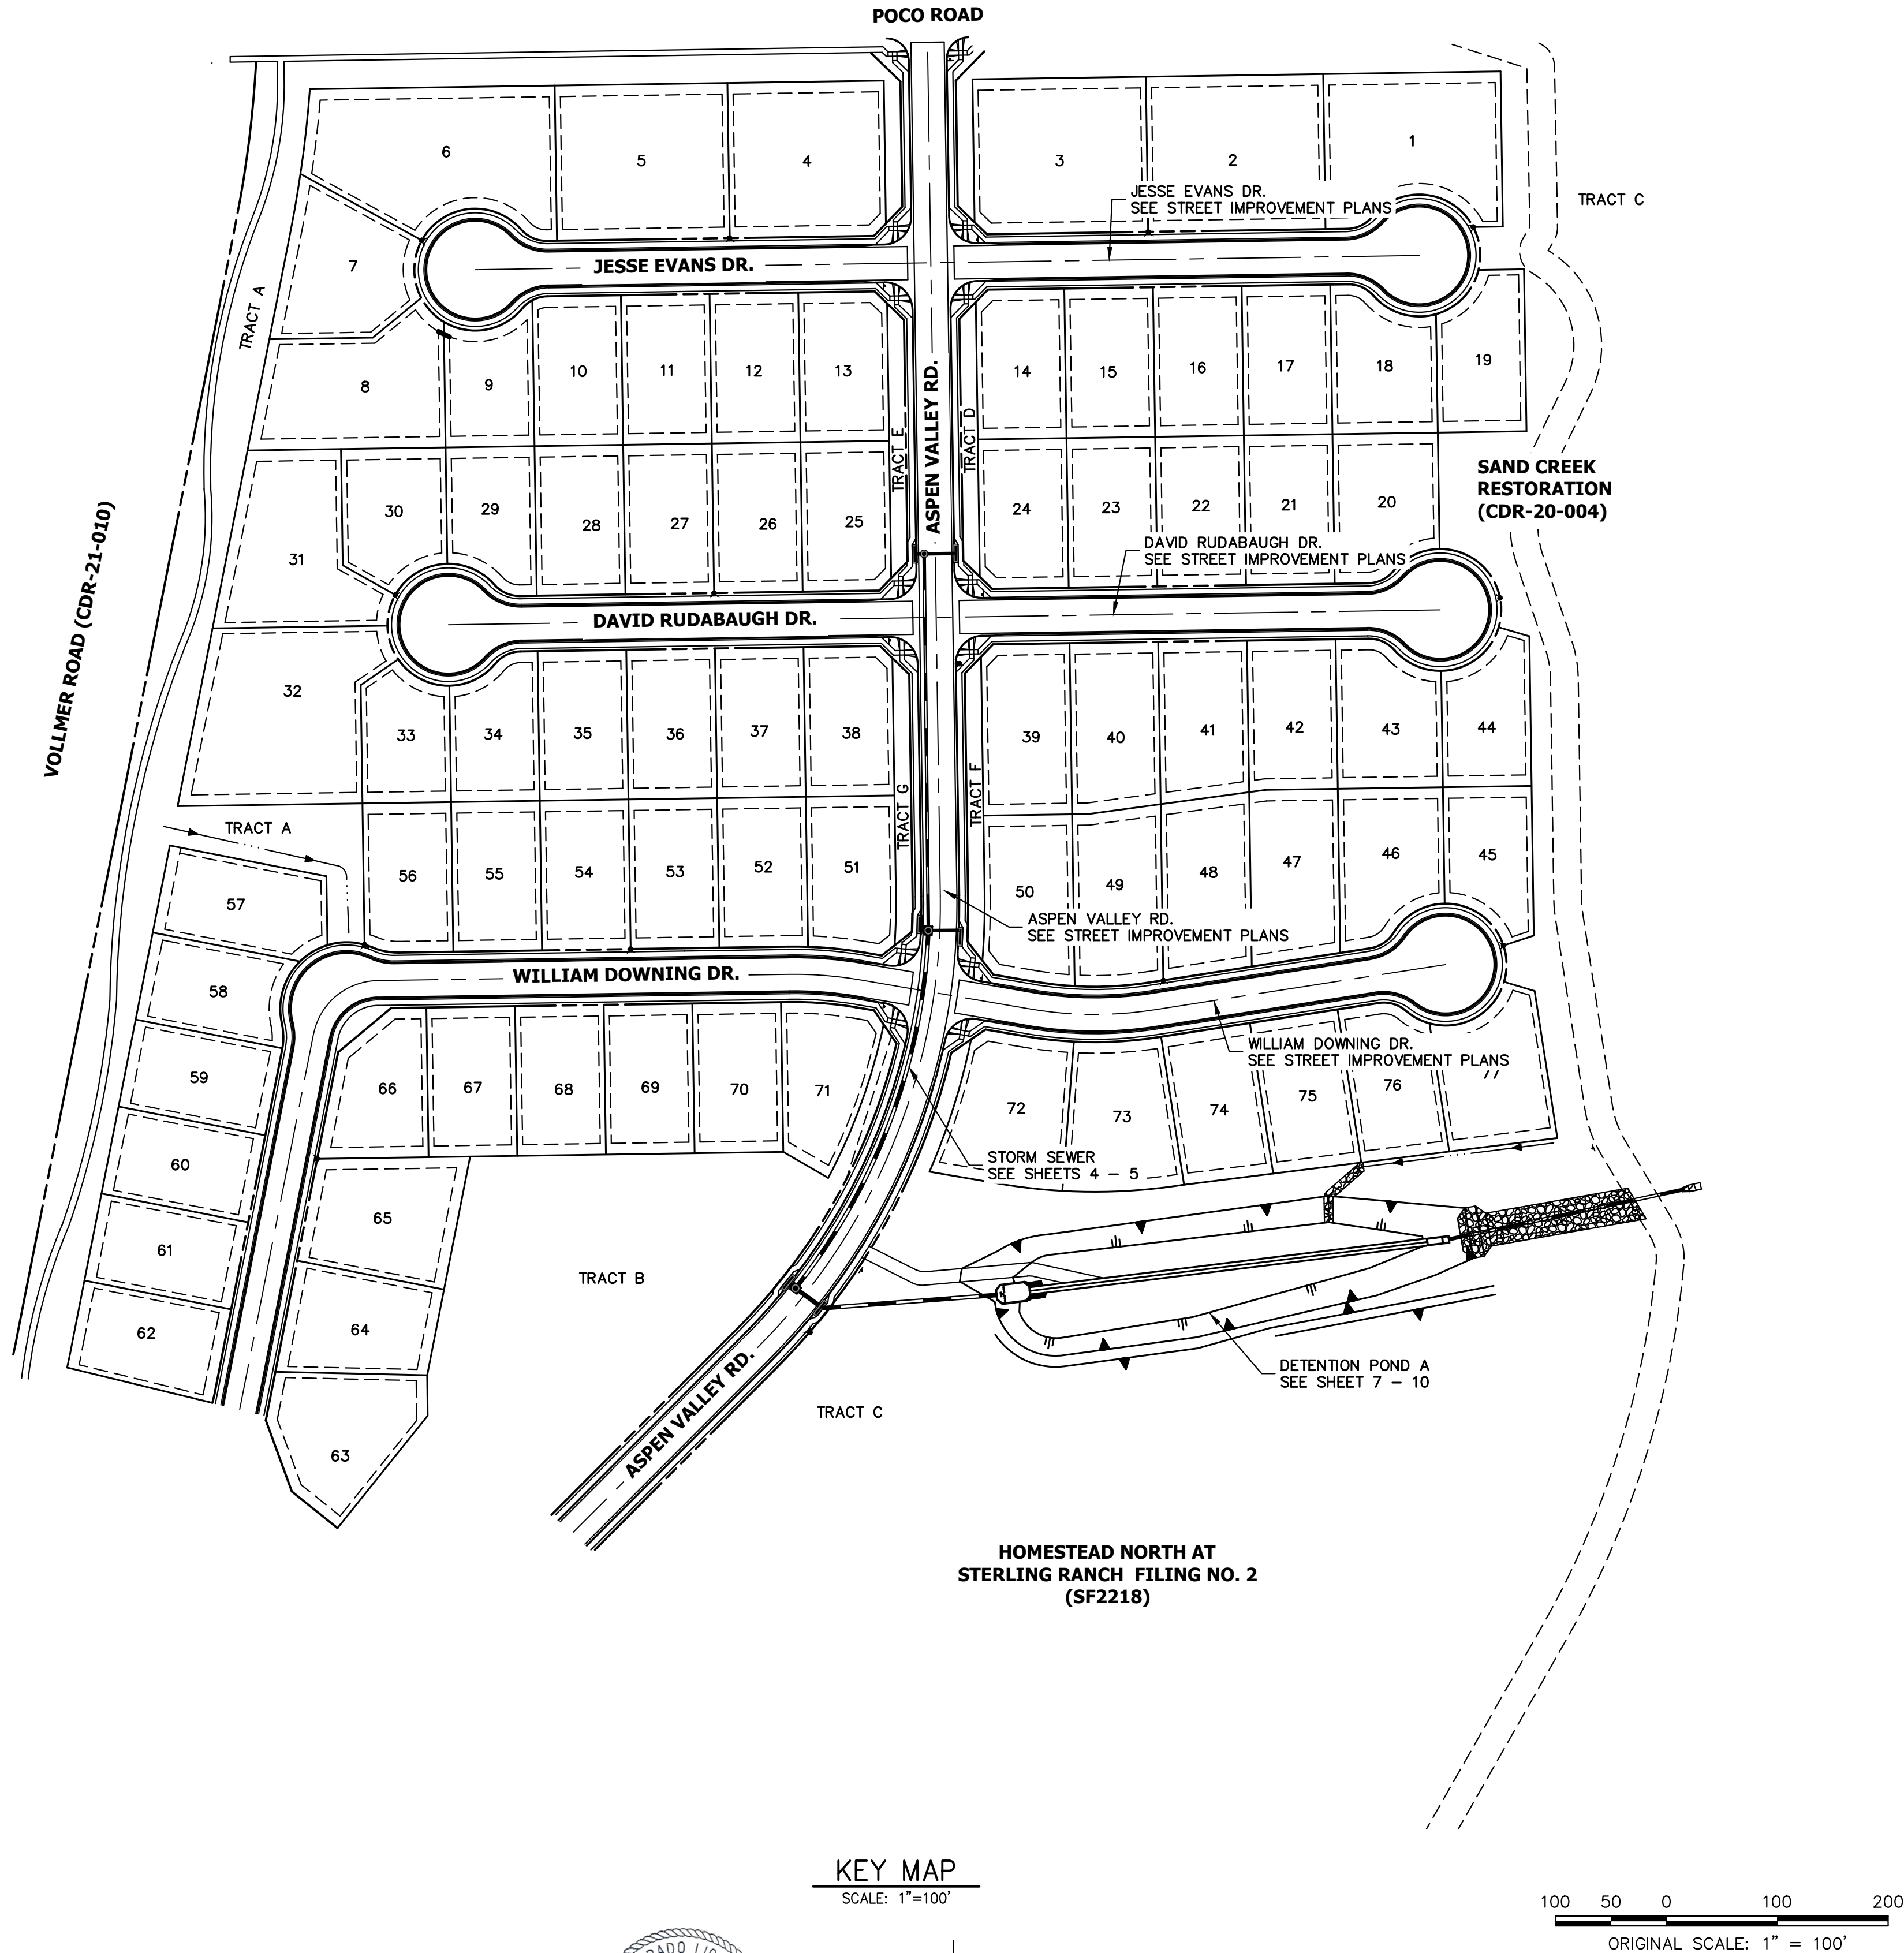 POCO ROAD
6
5
4
3
2
1
JESSE EVANS DR.
SEE STREET IMPROVEMENT PLANS
TRACT C
7
TRACT A
JESSE EVANS DR.
8
9
10
11
12
13
TRACT E
ASPEN VALLEY RD.
TRACT D
14
15
16
17
18
19
SAND CREEK
RESTORATION
(CDR-20-004)
31
30
29
28
27
26
25
24
23
22
21
20
DAVID RUDABAUGH DR.
SEE STREET IMPROVEMENT PLANS
VOLLMER ROAD (CDR-21-010)
DAVID RUDABAUGH DR.
32
33
34
35
36
37
38
39
40
41
42
43
44
TRACT G
TRACT F
TRACT A
57
56
55
54
53
52
51
50
49
48
47
46
45
ASPEN VALLEY RD.
SEE STREET IMPROVEMENT PLANS
58
WILLIAM DOWNING DR.
WILLIAM DOWNING DR.
SEE STREET IMPROVEMENT PLANS
59
66
67
68
69
70
71
72
73
74
75
76
60
STORM SEWER
SEE SHEETS 4 – 5
65
61
TRACT B
62
64
DETENTION POND A
SEE SHEET 7 – 10
ASPEN VALLEY RD.
TRACT C
63
HOMESTEAD NORTH AT
STERLING RANCH FILING NO. 2
(SF2218)
KEY MAP
SCALE: 1"=100'
100 50 0 100 200
ORIGINAL SCALE: 1" = 100'